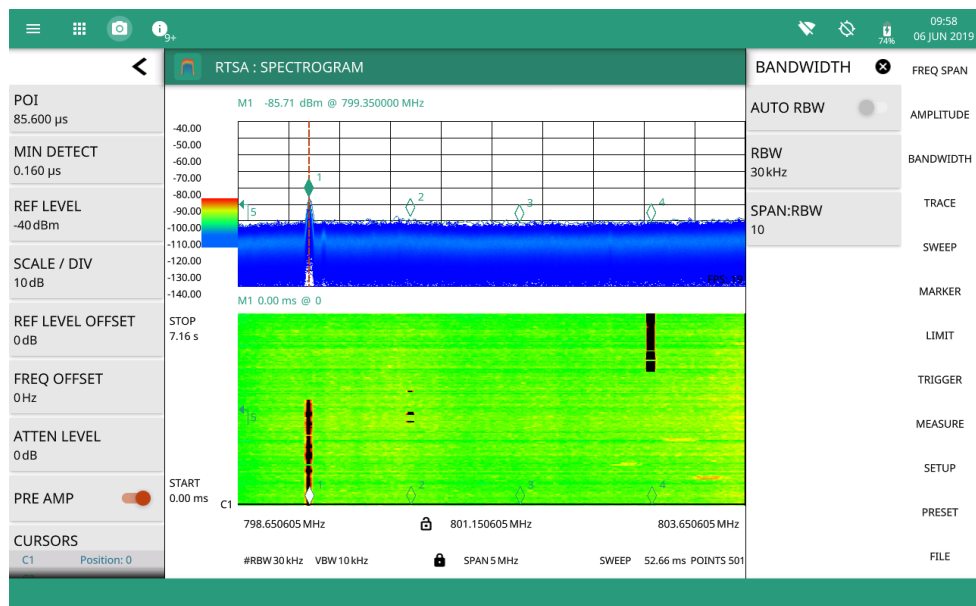 9+
74%
09:58
06 JUN 2019
RTSA : SPECTROGRAM
POI
85.600 µs
MIN DETECT
0.160 µs
REF LEVEL
-40 dBm
SCALE / DIV
10 dB
REF LEVEL OFFSET
0 dB
FREQ OFFSET
0 Hz
ATTEN LEVEL
0 dB
PRE AMP
CURSORS
C1 Position: 0
M1 -85.71 dBm @ 799.350000 MHz
-40.00
-50.00
-60.00
-70.00
-80.00
-90.00
-100.00
-110.00
-120.00
-130.00
-140.00
1
2
3
4
5
FPS: 19
M1 0.00 ms @ 0
STOP
7.16 s
5
START
0.00 ms
C1
1
2
3
4
798.650605 MHz 801.150605 MHz 803.650605 MHz
#RBW 30 kHz VBW 10 kHz SPAN 5 MHz SWEEP 52.66 ms POINTS 501
BANDWIDTH
AUTO RBW
RBW
30 kHz
SPAN:RBW
10
FREQ SPAN
AMPLITUDE
BANDWIDTH
TRACE
SWEEP
MARKER
LIMIT
TRIGGER
MEASURE
SETUP
PRESET
FILE